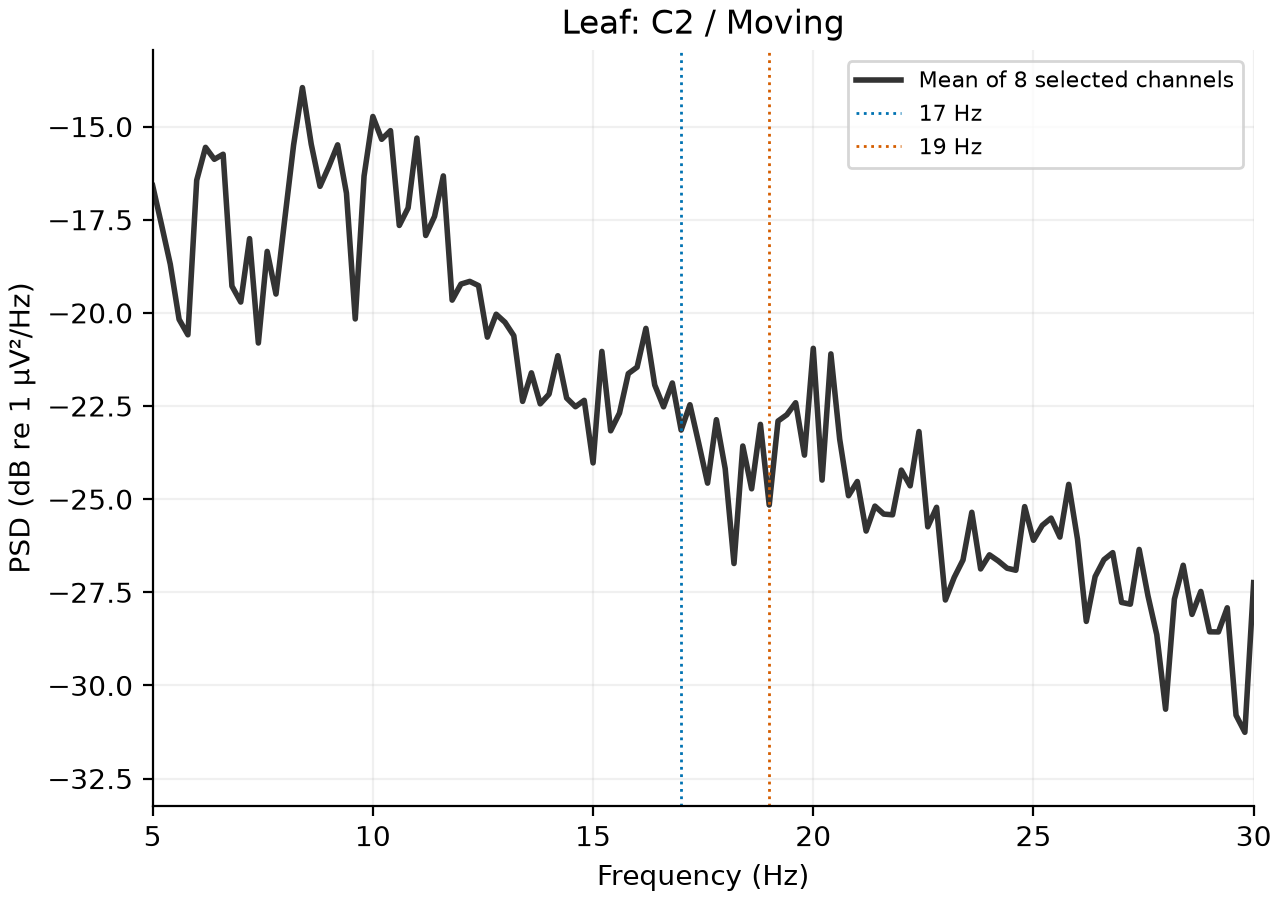 Leaf: C2 / Moving
Mean of 8 selected channels
17 Hz
19 Hz
PSD (dB re 1 µV²/Hz)
−15.0
−17.5
−20.0
−22.5
−25.0
−27.5
−30.0
−32.5
5 10 15 20 25 30
Frequency (Hz)